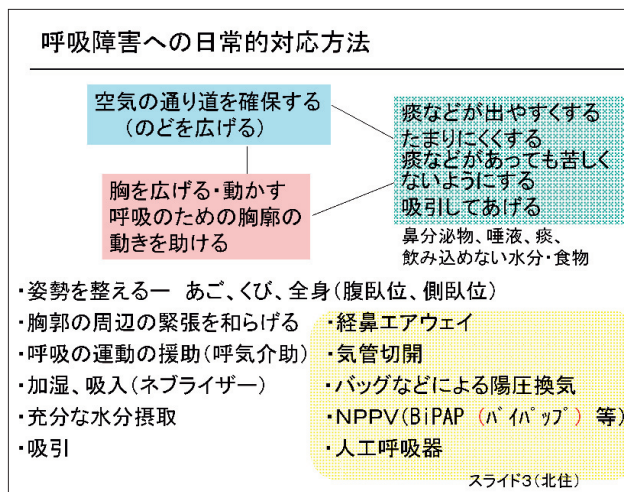 呼吸障害への日常的対応方法
空気の通り道を確保する
(のどを広げる)
痰などが出やすくする
たまりにくくする
痰などがあっても苦しく
ないようにする
吸引してあげる
胸を広げる・動かす
呼吸のための胸廓の
動きを助ける
鼻分泌物、唾液、痰、
飲み込めない水分・食物
・姿勢を整えるー あご、くび、全身(腹臥位、側臥位)
・胸郭の周辺の緊張を和らげる
・呼吸の運動の援助(呼気介助)
・加湿、吸入(ネブライザー)
・充分な水分摂取
・吸引
・経鼻エアウェイ
・気管切開
・バッグなどによる陽圧換気
・NPPV(BiPAP (バイパップ) 等)
・人工呼吸器
スライド3(北住)